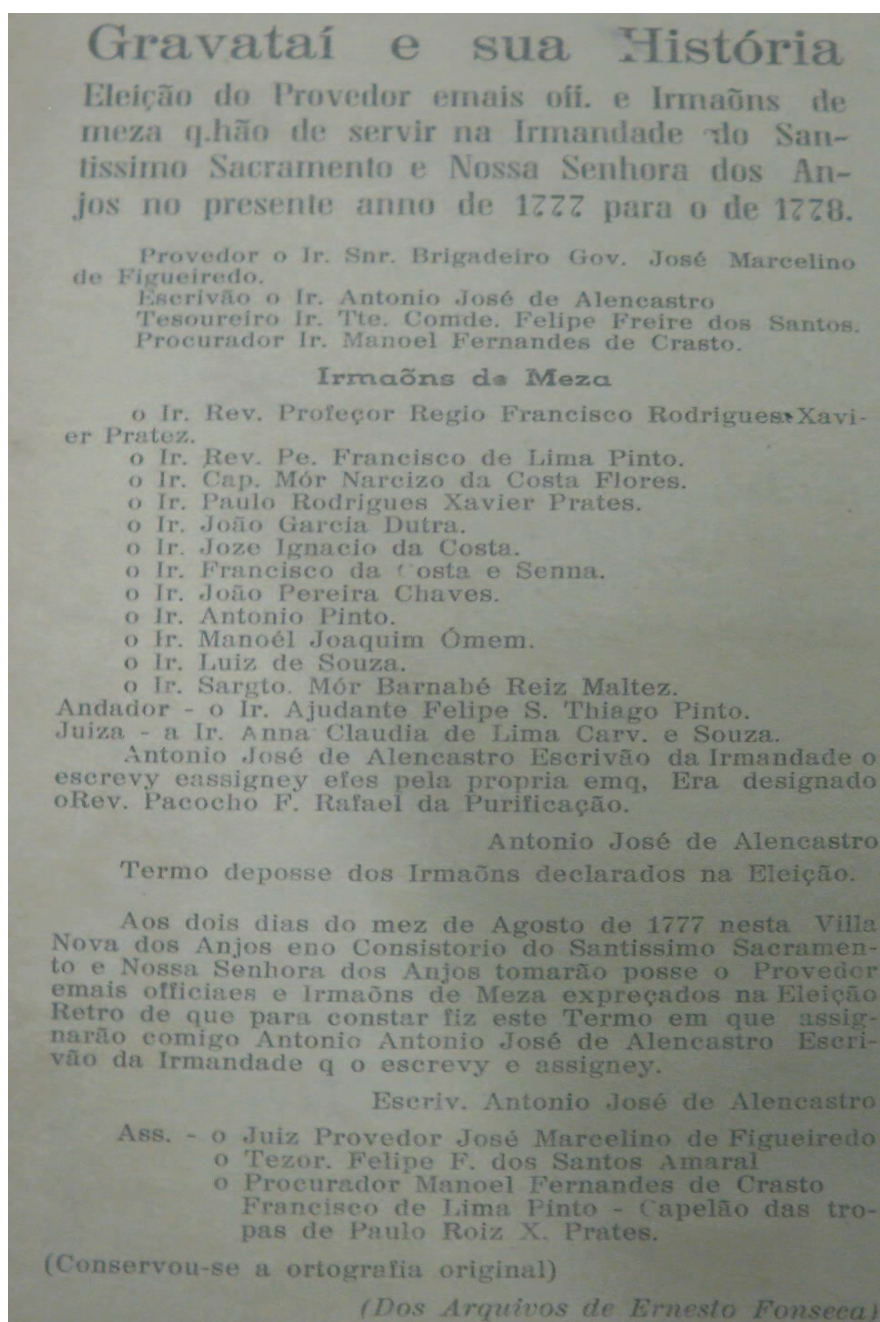 Gravataí e sua História
Eleição do Provedor emais off. e Irmaõns de
meza q.hão de servir na Irmandade do San-
tissimo Sacramento e Nossa Senhora dos An-
jos no presente anno de 1777 para o de 1778.
Provedor o Ir. Snr. Brigadeiro Gov. José Marcelino
de Figueiredo.
Escrivão o Ir. Antonio José de Alencastro
Tesoureiro Ir. Tte. Comde. Felipe Freire dos Santos.
Procurador Ir. Manoel Fernandes de Crasto.
Irmaõns de Meza
o Ir. Rev. Profeçor Regio Francisco Rodrigues Xavi-
er Pratez.
o Ir. Rev. Pe. Francisco de Lima Pinto.
o Ir. Cap. Mór Narcizo da Costa Flores.
o Ir. Paulo Rodrigues Xavier Prates.
o Ir. João Garcia Dutra.
o Ir. Joze Ignacio da Costa.
o Ir. Francisco da Costa e Senna.
o Ir. João Pereira Chaves.
o Ir. Antonio Pinto.
o Ir. Manoél Joaquim Ómem.
o Ir. Luiz de Souza.
o Ir. Sargto. Mór Barnabé Reiz Maltez.
Andador - o Ir. Ajudante Felipe S. Thiago Pinto.
Juiza - a Ir. Anna Claudia de Lima Carv. e Souza.
Antonio José de Alencastro Escrivão da Irmandade o
escrevy eassigney efes pela propria emq, Era designado
oRev. Pacocho F. Rafael da Purificação.
Antonio José de Alencastro
Termo deposse dos Irmaõns declarados na Eleição.
Aos dois dias do mez de Agosto de 1777 nesta Villa
Nova dos Anjos eno Consistorio do Santissimo Sacramen-
to e Nossa Senhora dos Anjos tomarão posse o Provedor
emais officiaes e Irmaõns de Meza expreçados na Eleição
Retro de que para constar fiz este Termo em que assig-
narão comigo Antonio Antonio José de Alencastro Escri-
vão da Irmandade q o escrevy e assigney.
Escriv. Antonio José de Alencastro
Ass. - o Juiz Provedor José Marcelino de Figueiredo
o Tezor. Felipe F. dos Santos Amaral
o Procurador Manoel Fernandes de Crasto
Francisco de Lima Pinto - Capelão das tro-
pas de Paulo Roiz X. Prates.
(Conservou-se a ortografia original)
(Dos Arquivos de Ernesto Fonseca)